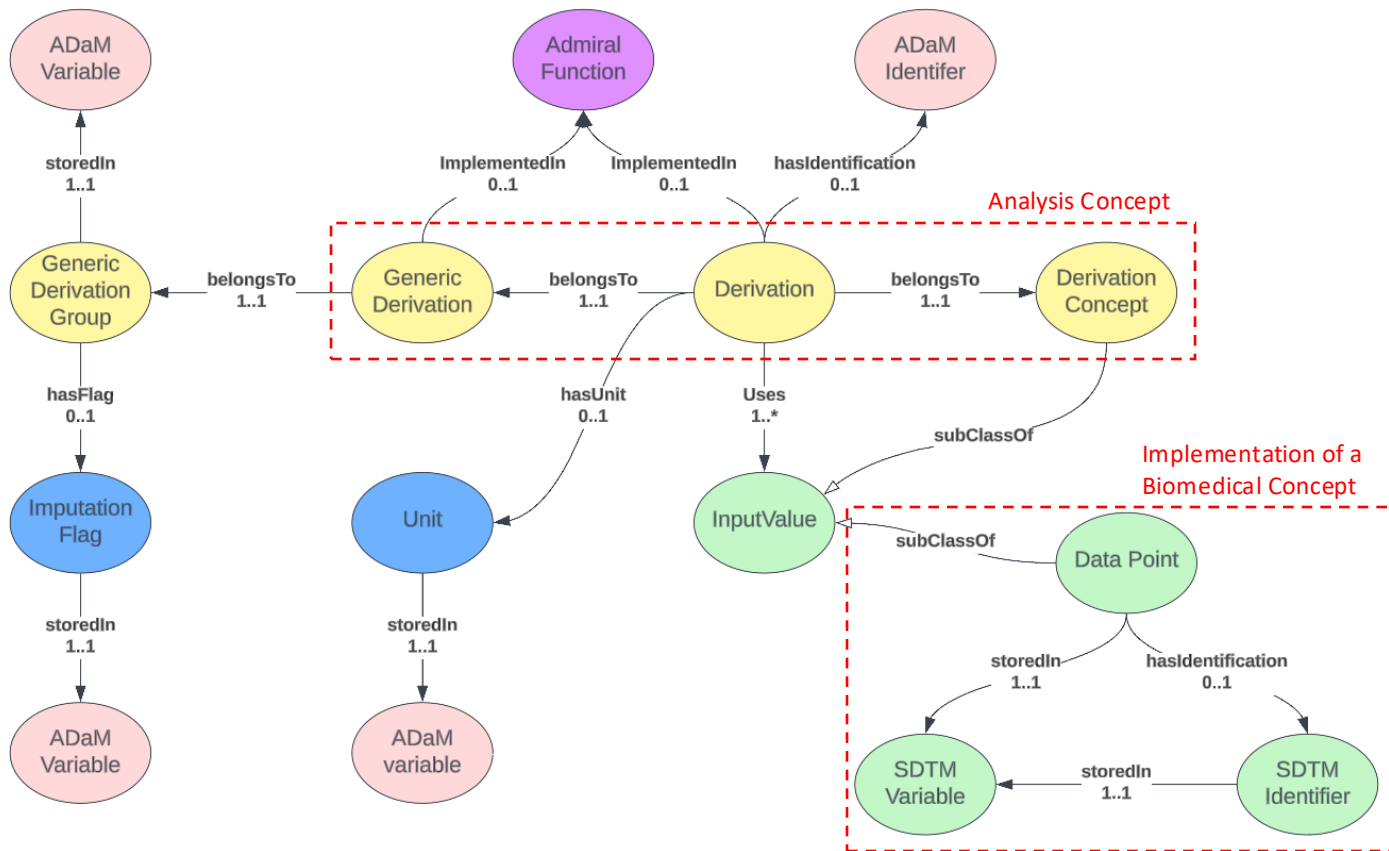 ADaM
Variable
Admiral
Function
ADaM
Identifer
storedIn
1..1
ImplementedIn
0..1
ImplementedIn
0..1
hasIdentification
0..1
Analysis Concept
Generic
Derivation
Group
belongsTo
1..1
Generic
Derivation
belongsTo
1..1
Derivation
belongsTo
1..1
Derivation
Concept
hasFlag
0..1
hasUnit
0..1
Uses
1..*
subClassOf
Implementation of a
Biomedical Concept
Imputation
Flag
Unit
InputValue
subClassOf
Data Point
storedIn
1..1
storedIn
1..1
storedIn
1..1
hasIdentification
0..1
ADaM
Variable
ADaM
variable
SDTM
Variable
storedIn
1..1
SDTM
Identifier